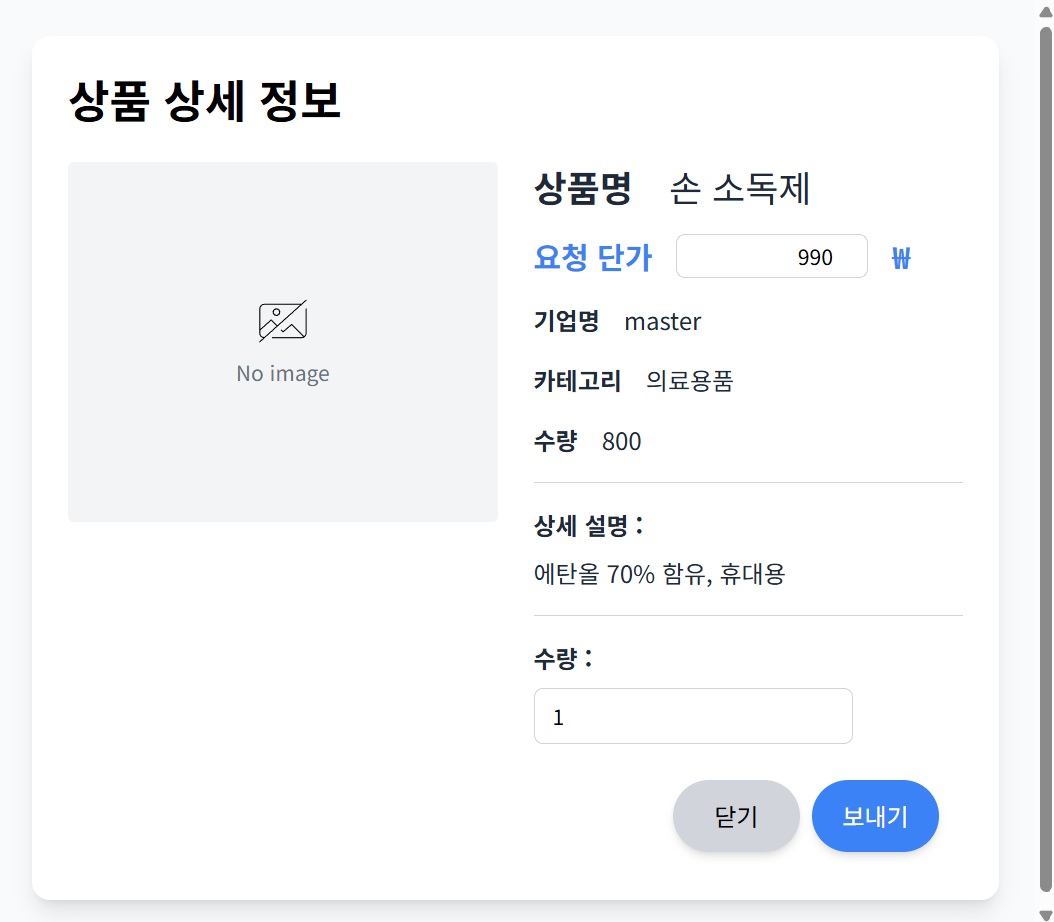 상품 상세 정보
No image
상품명 손 소독제
요청 단가 990 ₩
기업명 master
카테고리 의료용품
수량 800
상세 설명 :
에탄올 70% 함유, 휴대용
수량 :
1
닫기 보내기